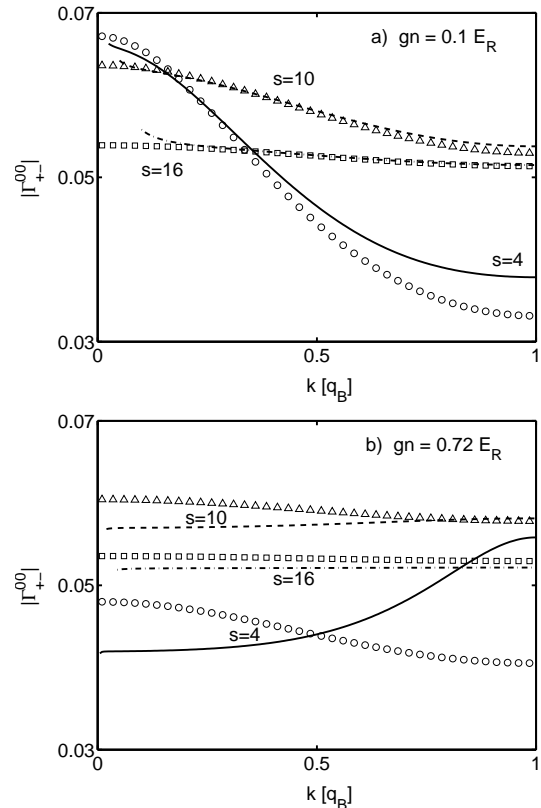 0.07
a) gn = 0.1 E_R
s=10
0.05
|Γ^00_+−|
s=16
s=4
0.03
0 0.5 1
k [q_B]
0.07
b) gn = 0.72 E_R
s=10
|Γ^00_+−|
0.05
s=16
s=4
0.03
0 0.5 1
k [q_B]